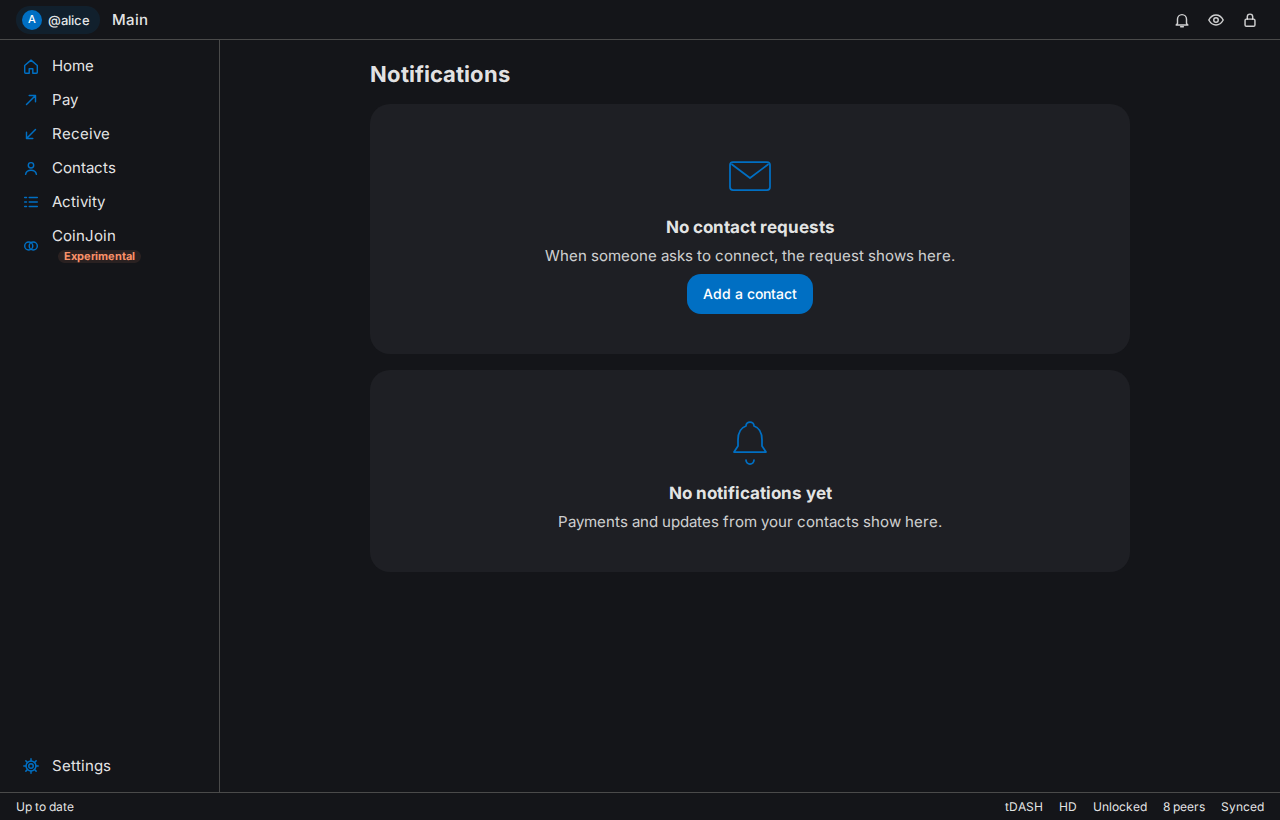 A @alice Main
Home
Pay
Receive
Contacts
Activity
CoinJoin
Experimental
Settings
Notifications
No contact requests
When someone asks to connect, the request shows here.
Add a contact
No notifications yet
Payments and updates from your contacts show here.
Up to date
tDASH HD Unlocked 8 peers Synced